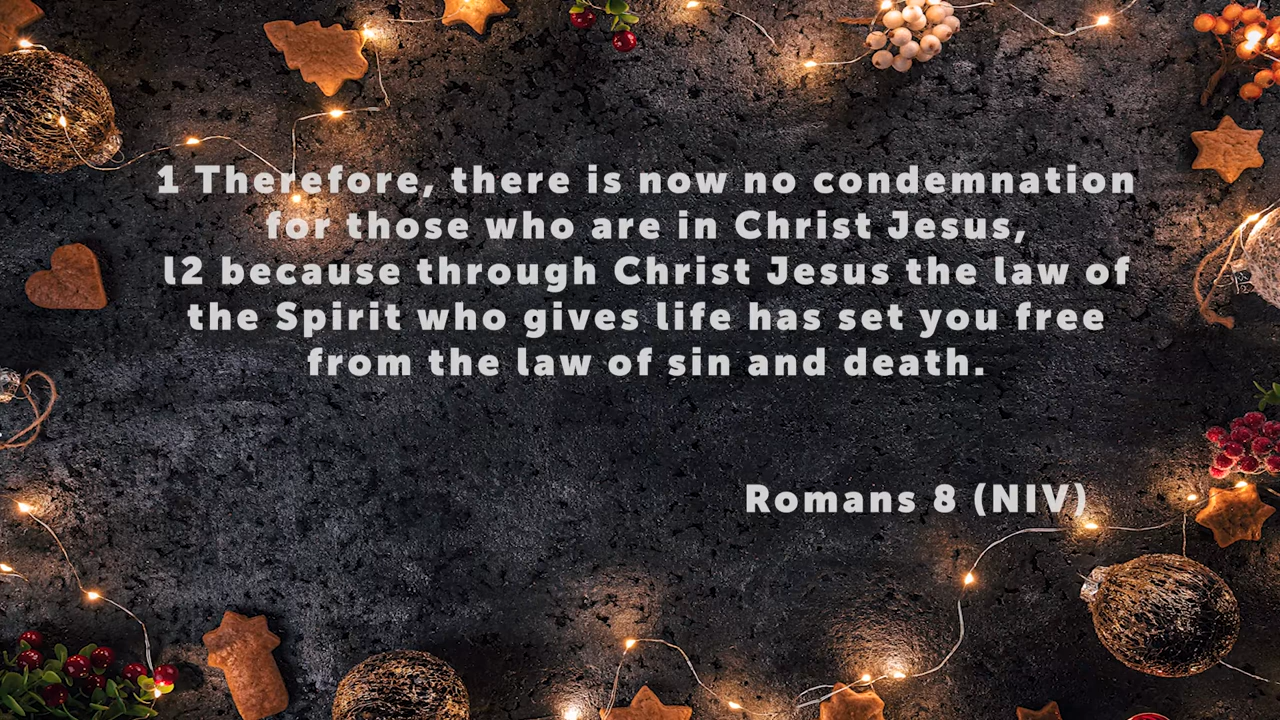 1 Therefore, there is now no condemnation
for those who are in Christ Jesus,
l2 because through Christ Jesus the law of
the Spirit who gives life has set you free
from the law of sin and death.
Romans 8 (NIV)